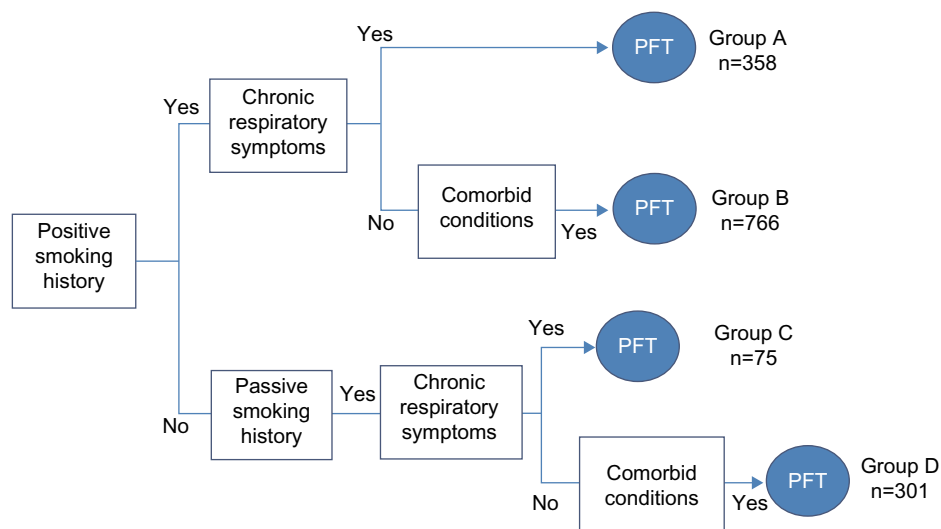 Yes
PFT
Group A
n=358
Yes
Chronic
respiratory
symptoms
No
Comorbid
conditions
Yes
PFT
Group B
n=766
Positive
smoking
history
Yes
PFT
Group C
n=75
No
Passive
smoking
history
Yes
Chronic
respiratory
symptoms
No
Comorbid
conditions
Yes
PFT
Group D
n=301